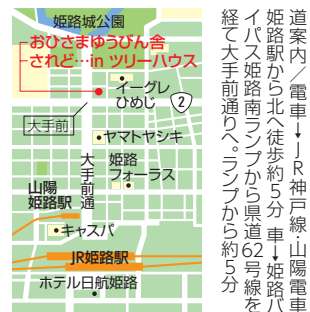 姫路城公園
おひさまゆうびん舎
されど…in ツリーハウス
イーグレ
ひめじ
2
大手前
ヤマトヤシキ
大手前通
姫路
フォーラス
山陽
姫路駅
キャスパ
JR姫路駅
ホテル日航姫路
道案内／電車→JR神戸線・山陽電車
姫路駅から北へ徒歩約5分 車→姫路バ
イパス姫路南ランプから県道62号線を
経て大手前通りへ。ランプから約5分